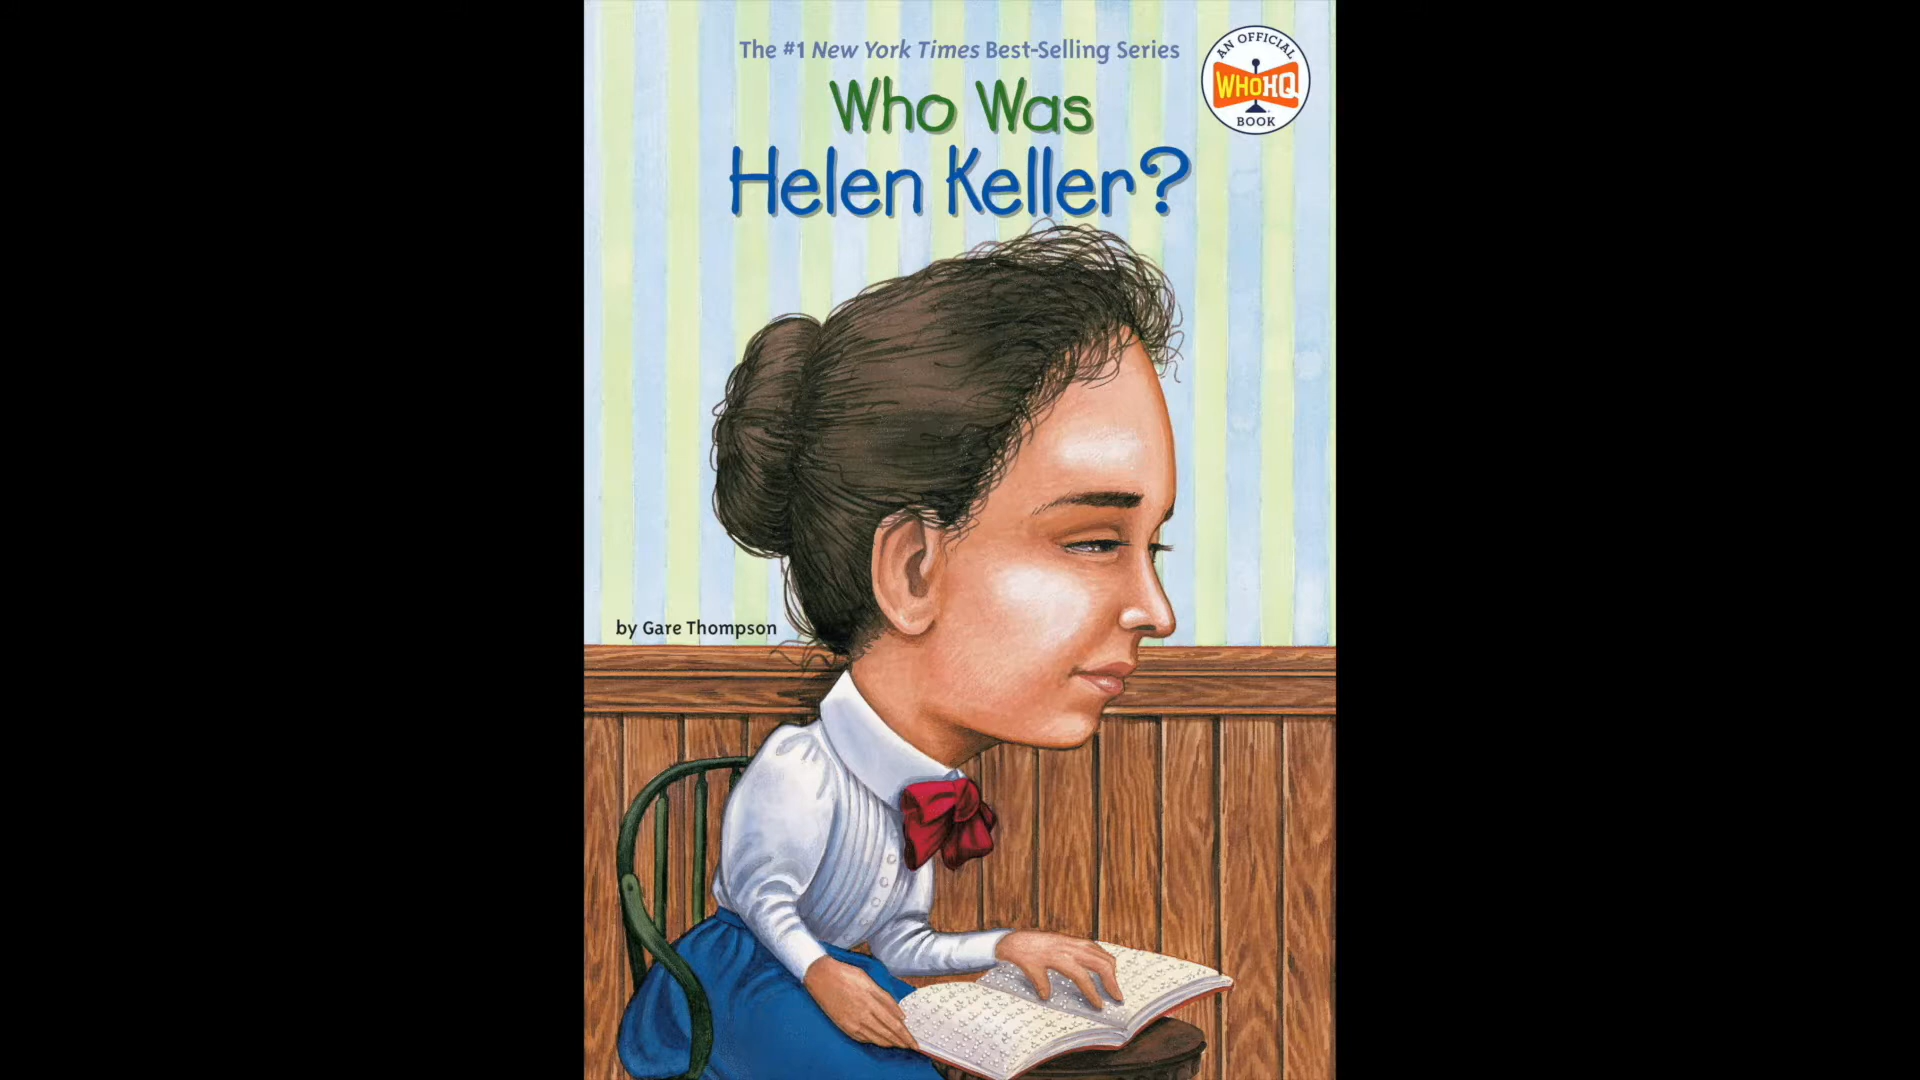 The #1 New York Times Best-Selling Series
AN OFFICIAL
WHOHQ
BOOK
Who Was
Helen Keller?
by Gare Thompson